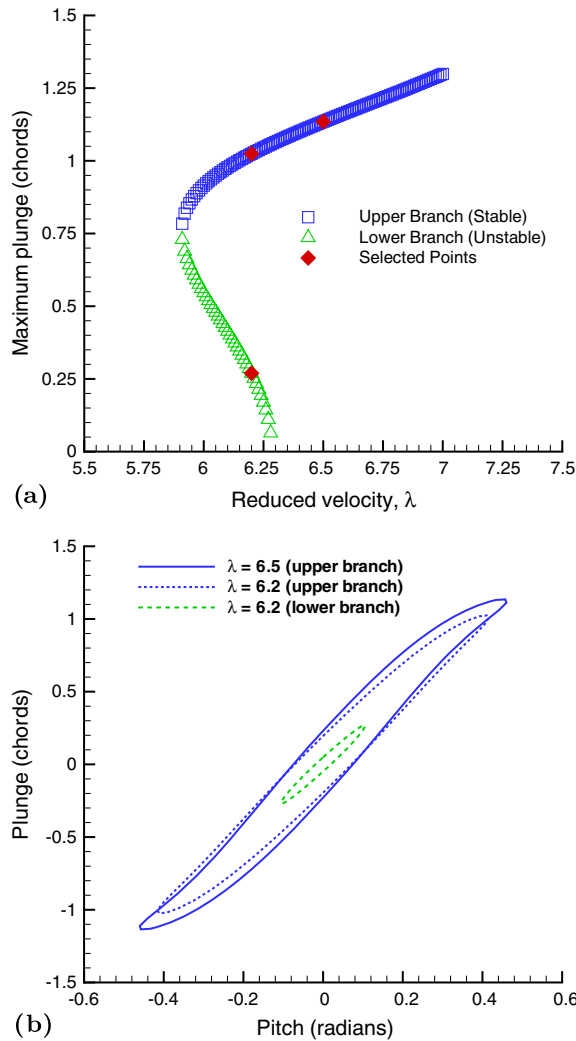 1.5
1.25
1
0.75
0.5
0.25
0
Maximum plunge (chords)
Upper Branch (Stable)
Lower Branch (Unstable)
Selected Points
5.5 5.75 6 6.25 6.5 6.75 7 7.25 7.5
(a)
Reduced velocity, λ
1.5
1
0.5
0
-0.5
-1
-1.5
Plunge (chords)
λ = 6.5 (upper branch)
λ = 6.2 (upper branch)
λ = 6.2 (lower branch)
-0.6 -0.4 -0.2 0 0.2 0.4 0.6
(b)
Pitch (radians)